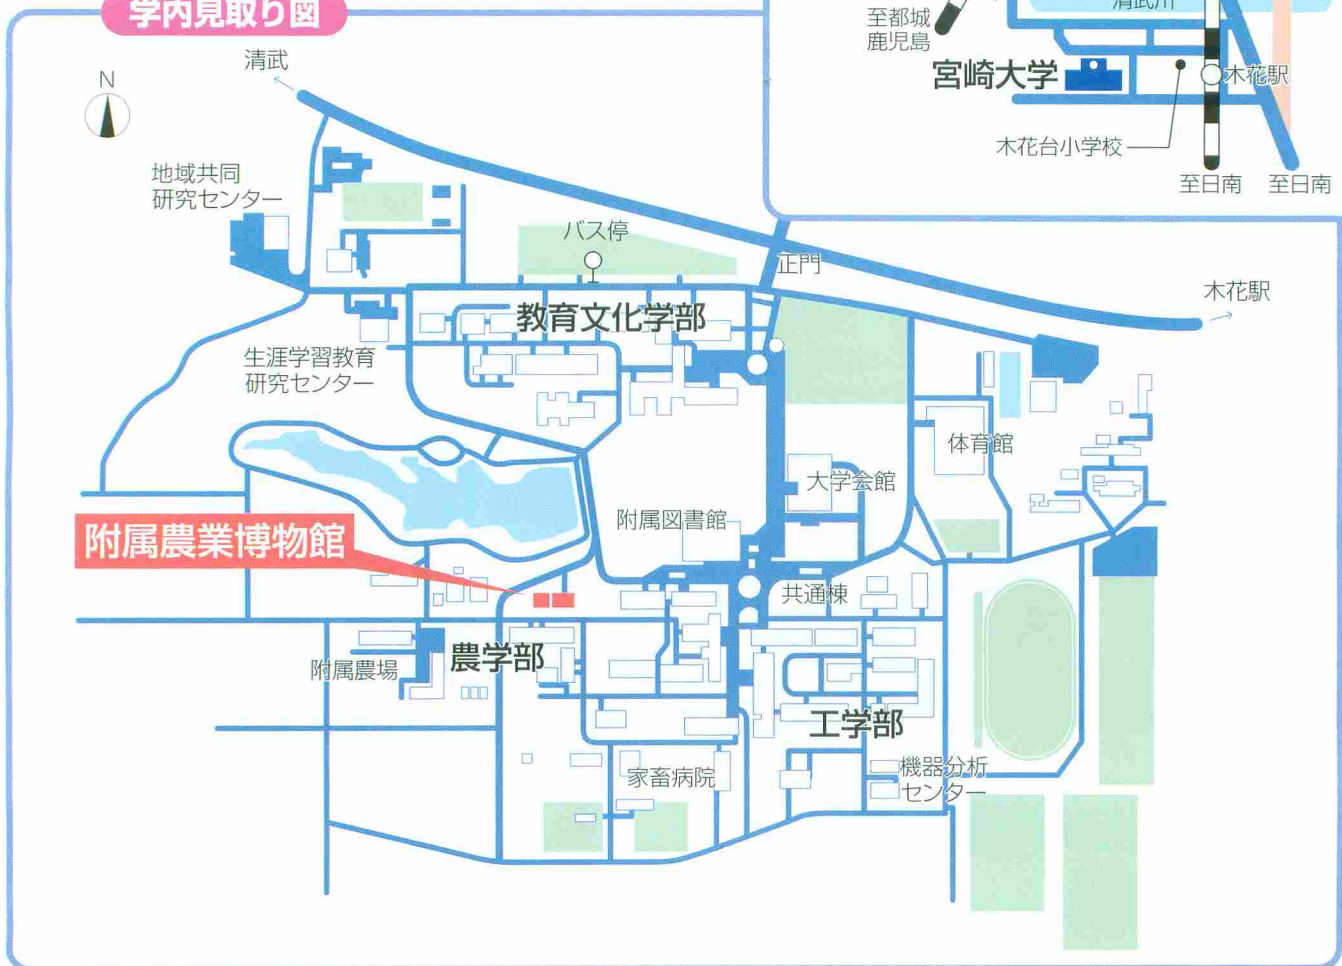 学内見取り図
至都城
鹿児島
清武川
宮崎大学
木花駅
木花台小学校
至日南
至日南
清武
N
地域共同
研究センター
バス停
正門
木花駅
教育文化学部
生涯学習教育
研究センター
体育館
大学会館
附属図書館
附属農業博物館
共通棟
附属農場
農学部
工学部
家畜病院
機器分析
センター